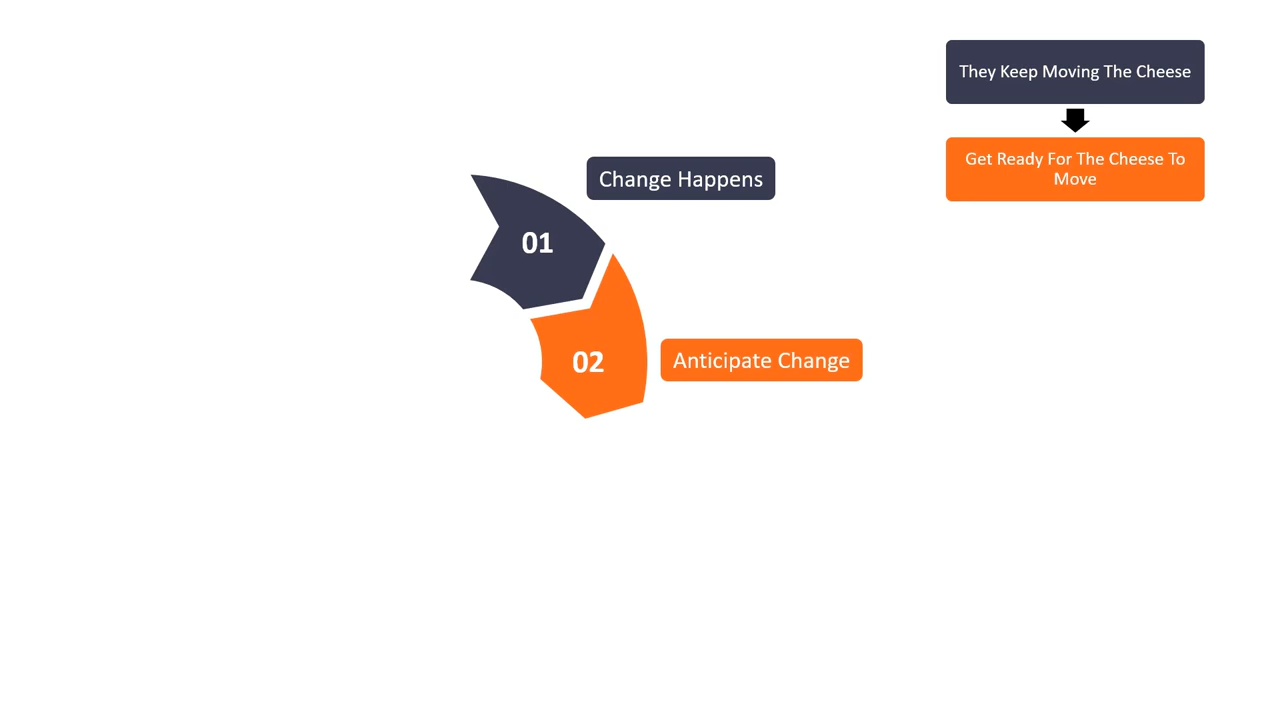 They Keep Moving The Cheese
Get Ready For The Cheese To
Move
Change Happens
01
02
Anticipate Change